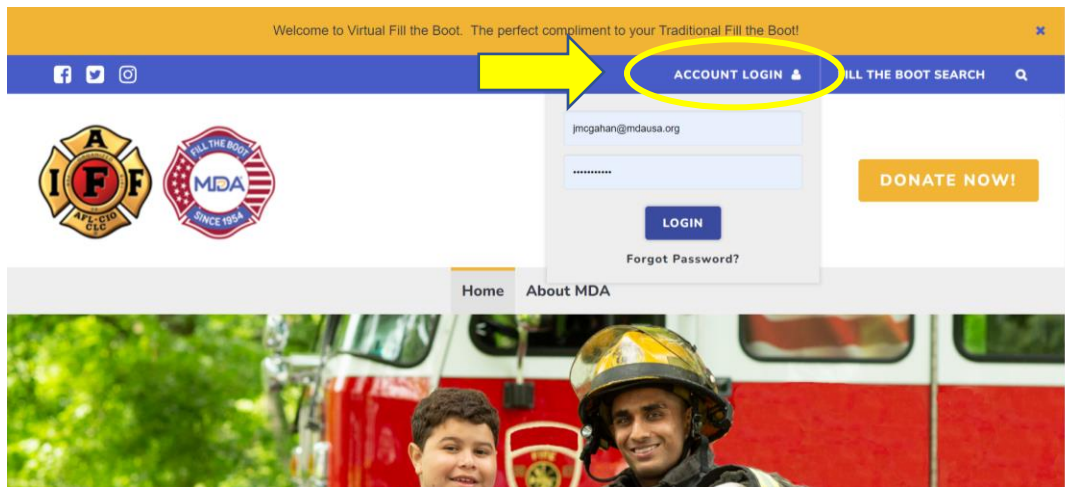 Welcome to Virtual Fill the Boot. The perfect compliment to your Traditional Fill the Boot!
ACCOUNT LOGIN
ILL THE BOOT SEARCH
jmcgahan@mdausa.org
•••••••••••
I A F F
AFL-CIO
CLC
FILL THE BOOT
MDA
SINCE 1954
DONATE NOW!
LOGIN
Forgot Password?
Home About MDA